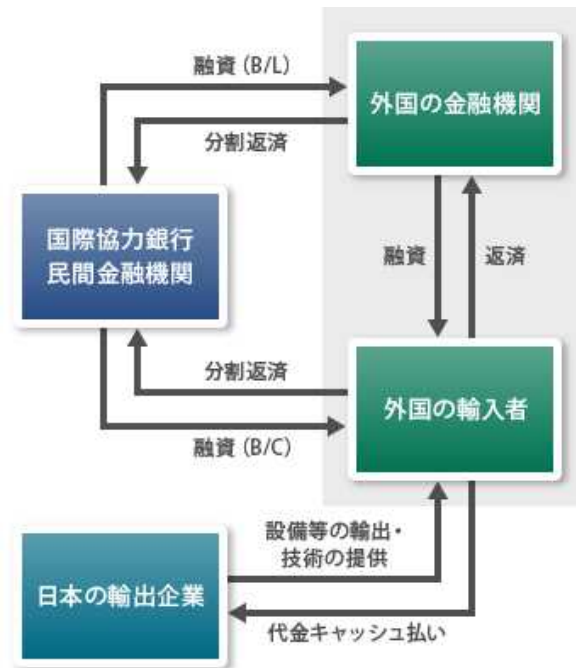 融資（B/L）
外国の金融機関
分割返済
国際協力銀行
民間金融機関
融資
返済
分割返済
外国の輸入者
融資（B/C）
設備等の輸出・
技術の提供
日本の輸出企業
代金キャッシュ払い